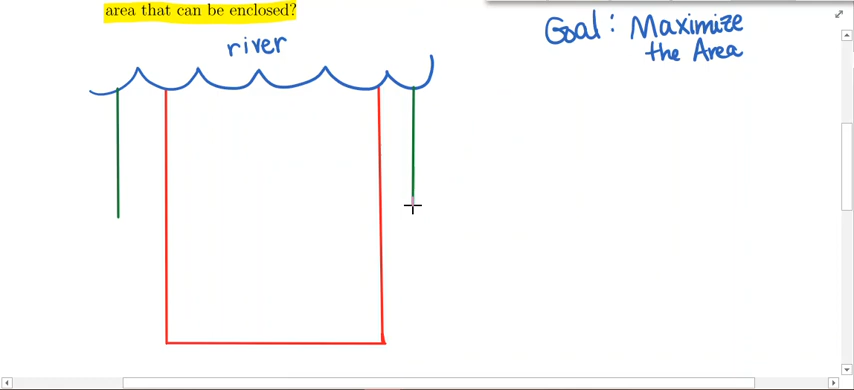 area that can be enclosed?
river
Goal: Maximize
the Area